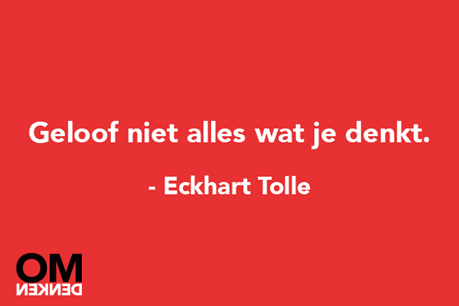 Geloof niet alles wat je denkt.
- Eckhart Tolle
OM
DENKEN